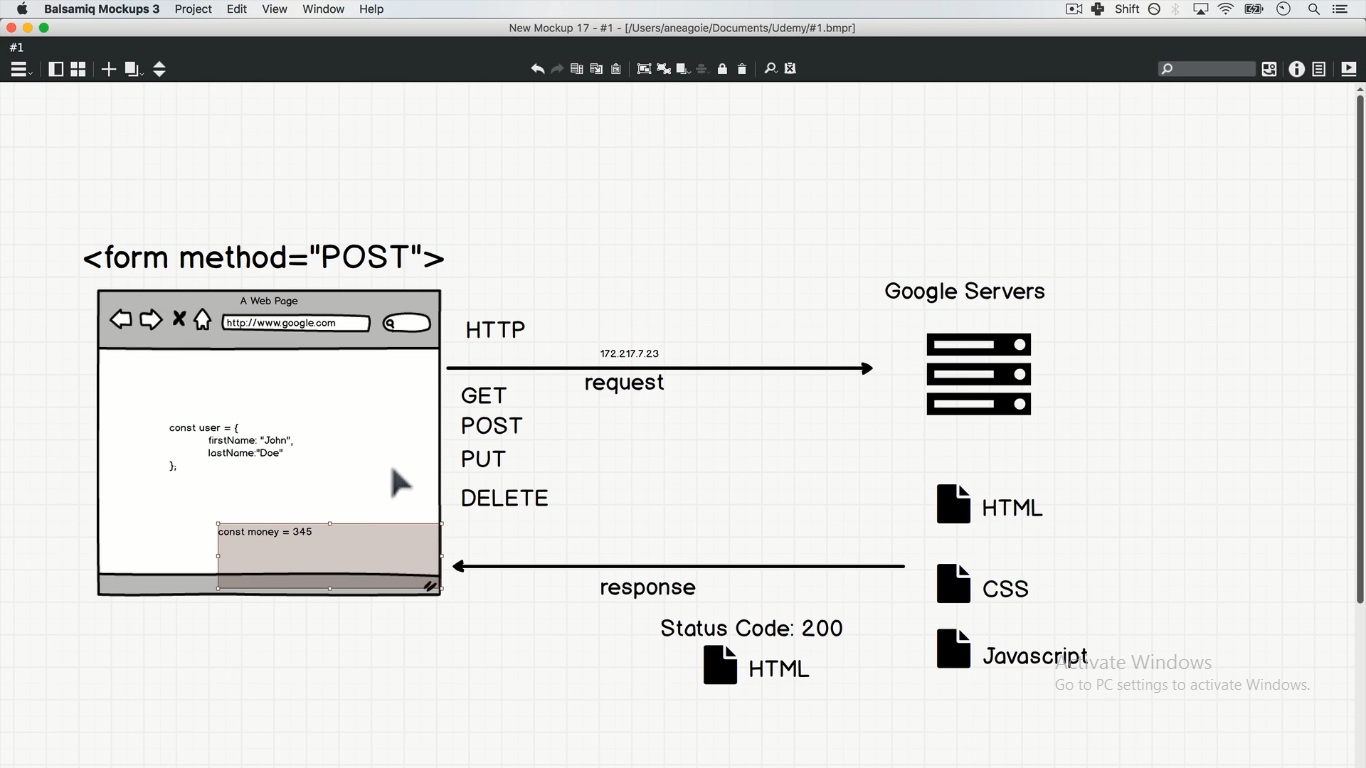 Balsamiq Mockups 3 Project Edit View Window Help Shift
New Mockup 17 - #1 - [/Users/aneagoie/Documents/Udemy/#1.bmpr]
#1
<form method="POST">
A Web Page
http://www.google.com
const user = {
firstName: "John",
lastName:"Doe"
};
const money = 345
HTTP
172.217.7.23
request
GET
POST
PUT
DELETE
response
Status Code: 200
HTML
Google Servers
HTML
CSS
Javascript
Activate Windows
Go to PC settings to activate Windows.